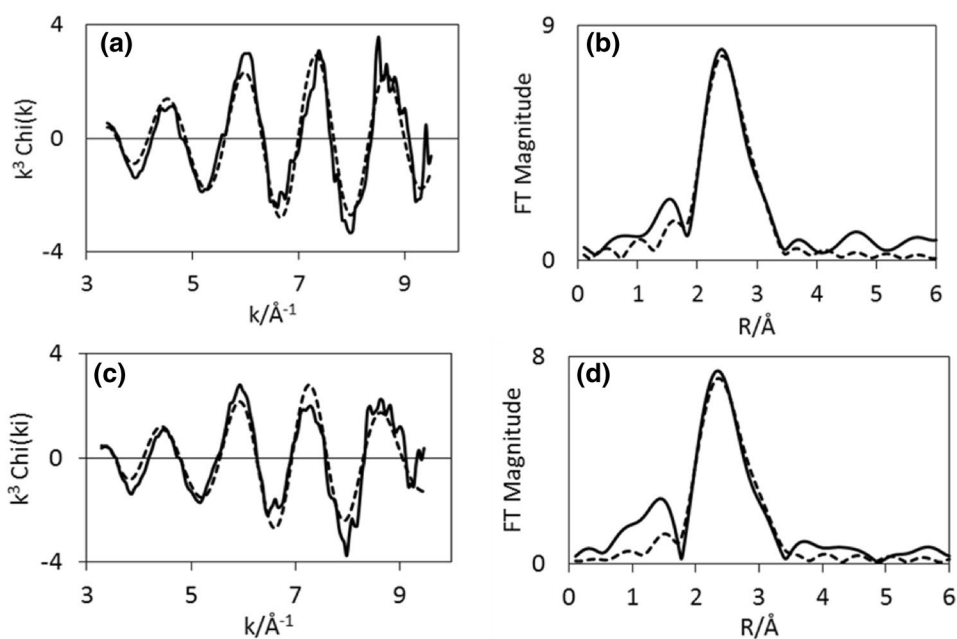 (a)
4
0
-4
k³ Chi(k)
3 5 7 9
k/Å⁻¹
(b)
9
0
FT Magnitude
0 1 2 3 4 5 6
R/Å
(c)
4
0
-4
k³ Chi(ki)
3 5 7 9
k/Å⁻¹
(d)
8
0
FT Magnitude
0 1 2 3 4 5 6
R/Å